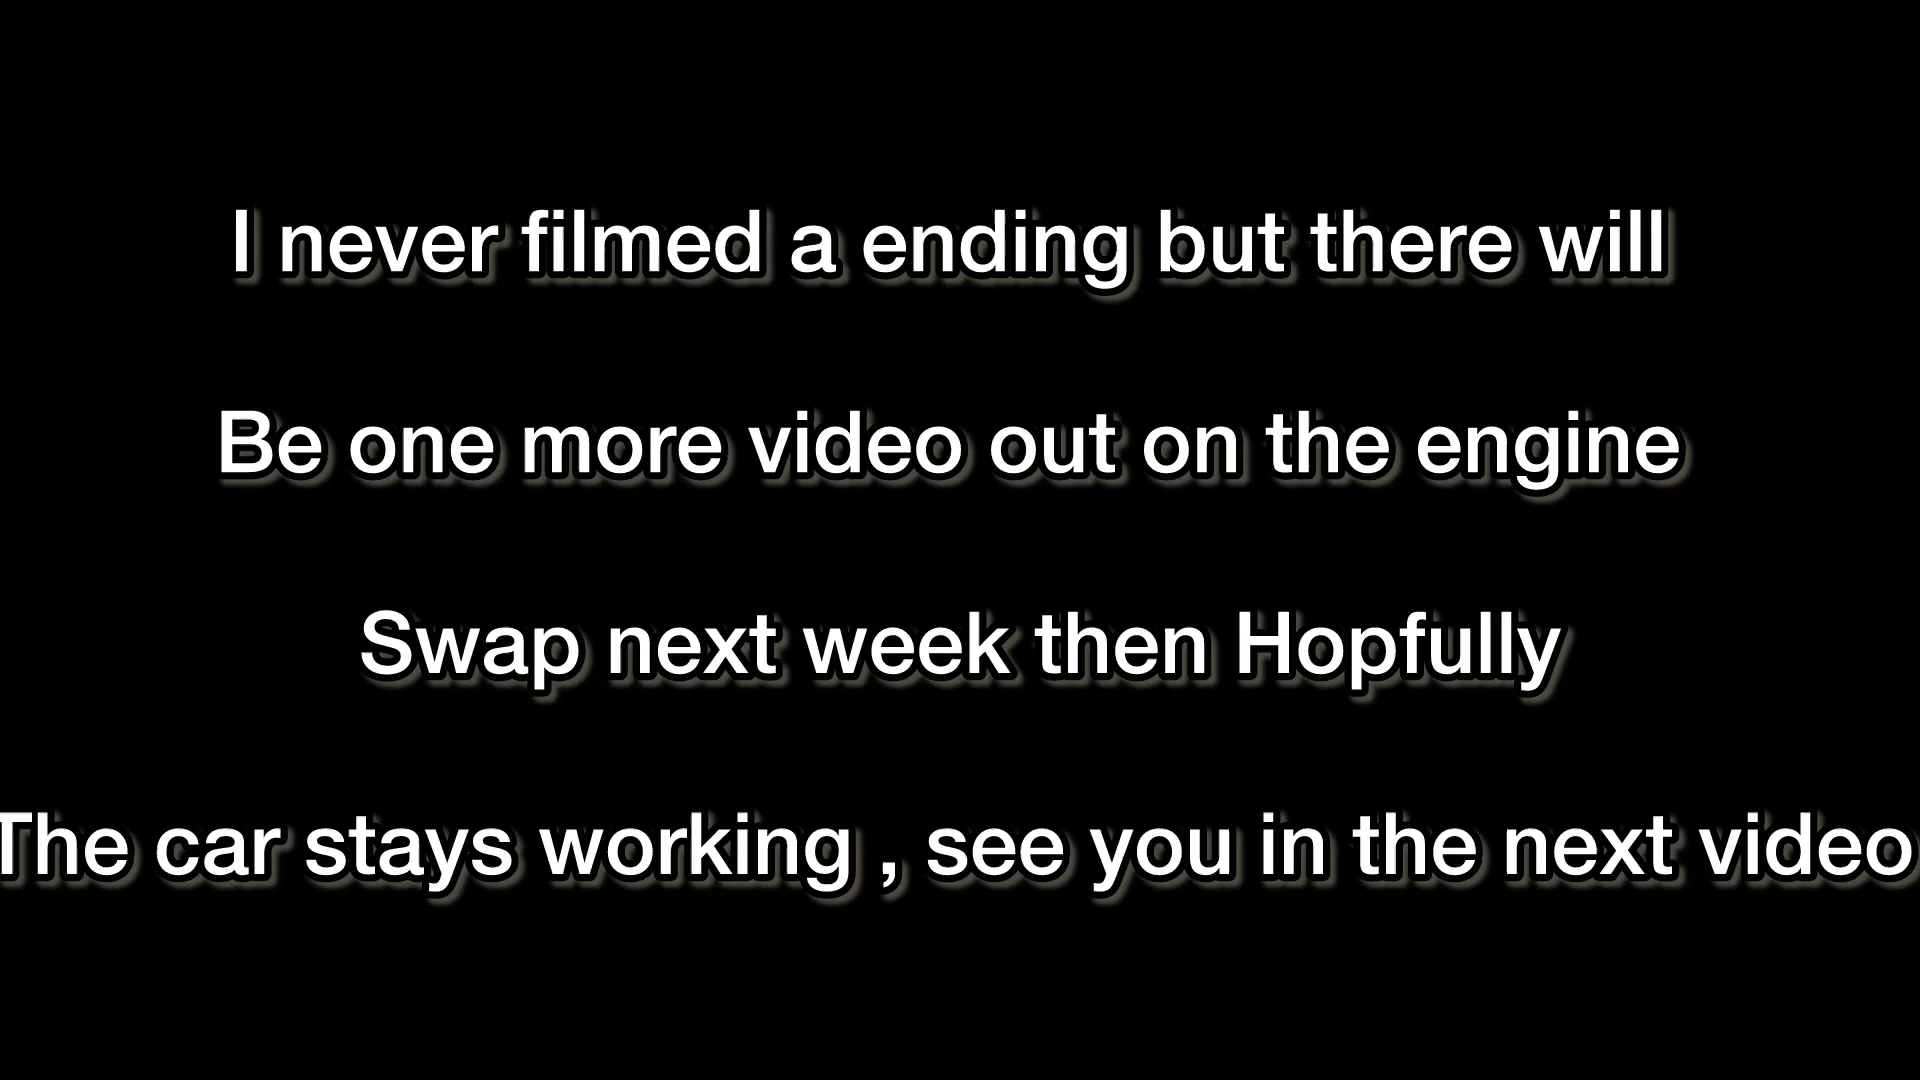 I never filmed a ending but there will
Be one more video out on the engine
Swap next week then Hopfully
The car stays working , see you in the next video